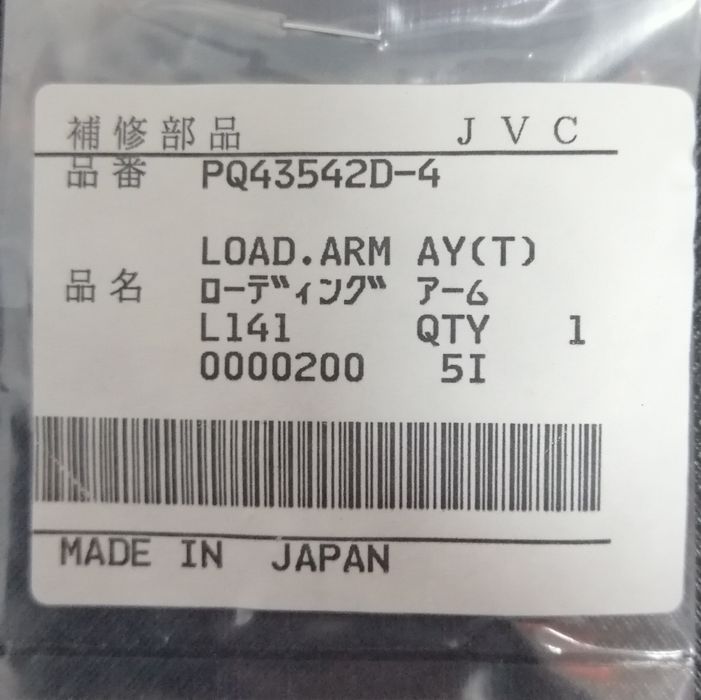 補修部品 JVC
品番 PQ43542D-4
LOAD.ARM AY(T)
品名 ローディング アーム
L141 QTY 1
0000200 5I
MADE IN JAPAN